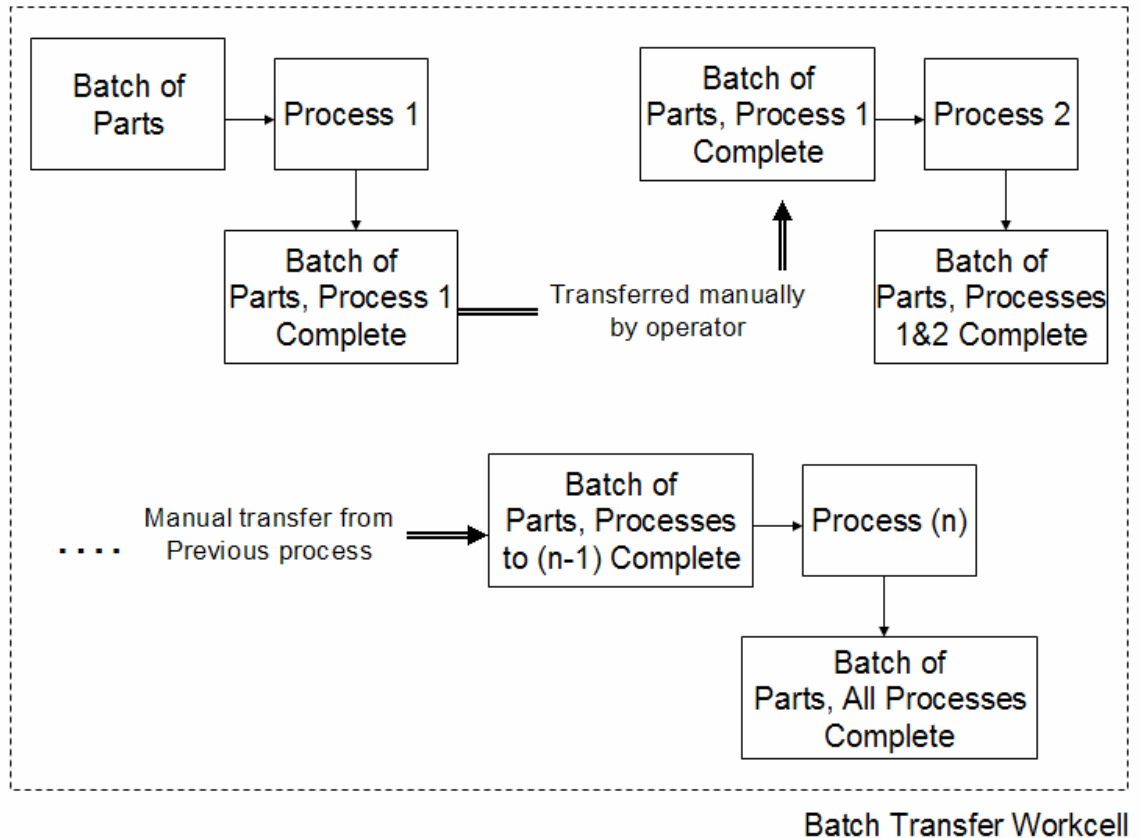 Batch of
Parts
Process 1
Batch of
Parts, Process 1
Complete
Transferred manually
by operator
Batch of
Parts, Process 1
Complete
Process 2
Batch of
Parts, Processes
1&2 Complete
. . . .
Manual transfer from
Previous process
Batch of
Parts, Processes
to (n-1) Complete
Process (n)
Batch of
Parts, All Processes
Complete
Batch Transfer Workcell